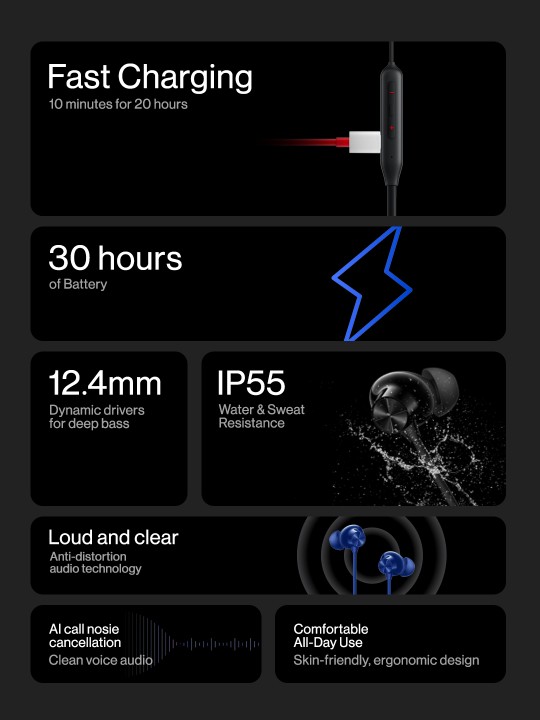 Fast Charging
10 minutes for 20 hours
30 hours
of Battery
12.4mm
Dynamic drivers
for deep bass
IP55
Water & Sweat
Resistance
Loud and clear
Anti-distortion
audio technology
AI call nosie
cancellation
Clean voice audio
Comfortable
All-Day Use
Skin-friendly, ergonomic design